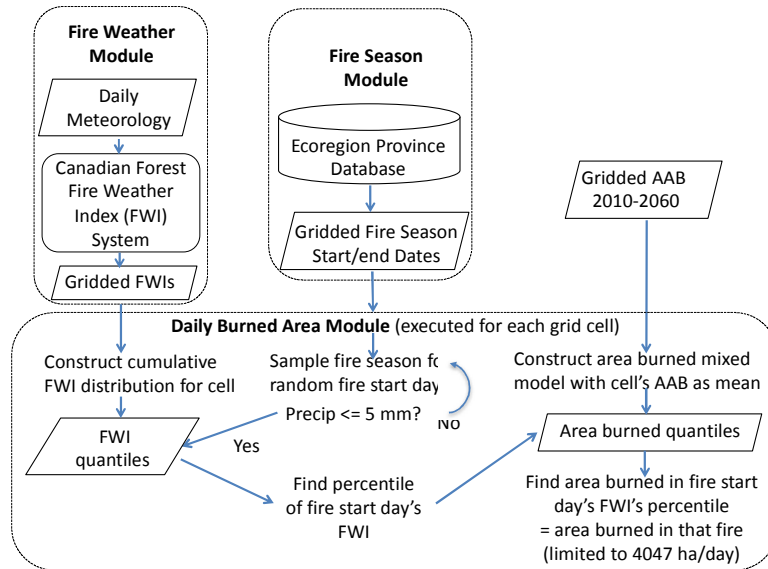 Fire Weather
Module
Daily
Meteorology
Canadian Forest
Fire Weather
Index (FWI)
System
Gridded FWIs
Fire Season
Module
Ecoregion Province
Database
Gridded Fire Season
Start/end Dates
Gridded AAB
2010-2060
Daily Burned Area Module (executed for each grid cell)
Construct cumulative
FWI distribution for cell
FWI
quantiles
Sample fire season for
random fire start day
Precip <= 5 mm?
No
Yes
Find percentile
of fire start day's
FWI
Construct area burned mixed
model with cell's AAB as mean
Area burned quantiles
Find area burned in fire start
day's FWI's percentile
= area burned in that fire
(limited to 4047 ha/day)